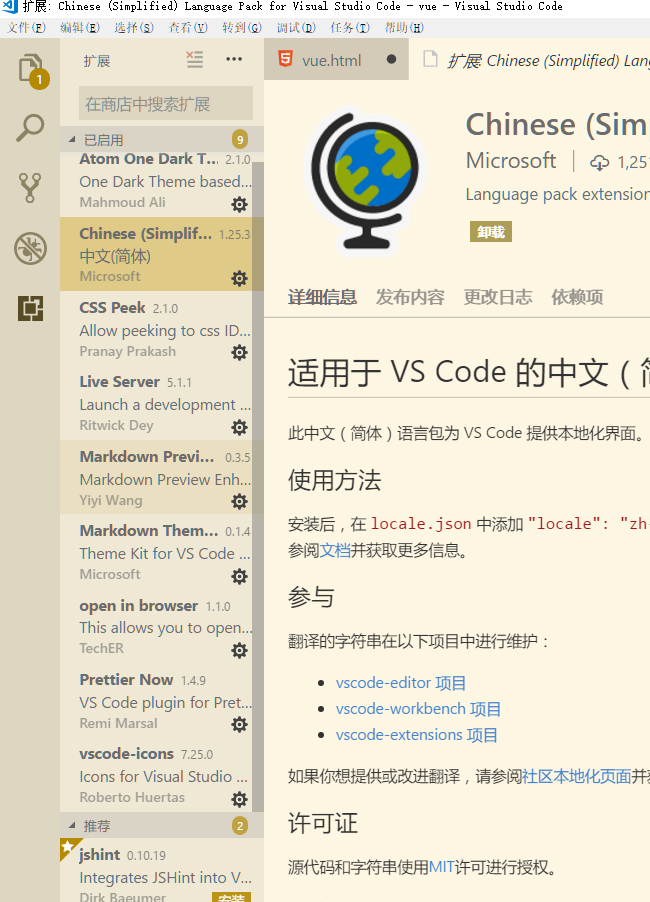 扩展: Chinese (Simplified) Language Pack for Visual Studio Code - vue - Visual Studio Code
文件(F) 编辑(E) 选择(S) 查看(V) 转到(G) 调试(D) 任务(T) 帮助(H)
1
扩展
在商店中搜索扩展
已启用 9
Atom One Dark T... 2.1.0
One Dark Theme based...
Mahmoud Ali
Chinese (Simplif... 1.25.3
中文(简体)
Microsoft
CSS Peek 2.1.0
Allow peeking to css ID...
Pranay Prakash
Live Server 5.1.1
Launch a development ...
Ritwick Dey
Markdown Previ... 0.3.5
Markdown Preview Enh...
Yiyi Wang
Markdown Them... 0.1.4
Theme Kit for VS Code ...
Microsoft
open in browser 1.1.0
This allows you to open...
TechER
Prettier Now 1.4.9
VS Code plugin for Pret...
Remi Marsal
vscode-icons 7.25.0
Icons for Visual Studio ...
Roberto Huertas
推荐 2
jshint 0.10.19
Integrates JSHint into V...
Dirk Baeumer 安装
vue.html
扩展: Chinese (Simplified) Lang
Chinese (Sim
Microsoft 1,25
Language pack extension
卸载
详细信息 发布内容 更改日志 依赖项
适用于 VS Code 的中文（简
此中文（简体）语言包为 VS Code 提供本地化界面。
使用方法
安装后，在 locale.json 中添加 "locale": "zh-
参阅文档并获取更多信息。
参与
翻译的字符串在以下项目中进行维护：
vscode-editor 项目
vscode-workbench 项目
vscode-extensions 项目
如果你想提供或改进翻译，请参阅社区本地化页面并
许可证
源代码和字符串使用MIT许可进行授权。